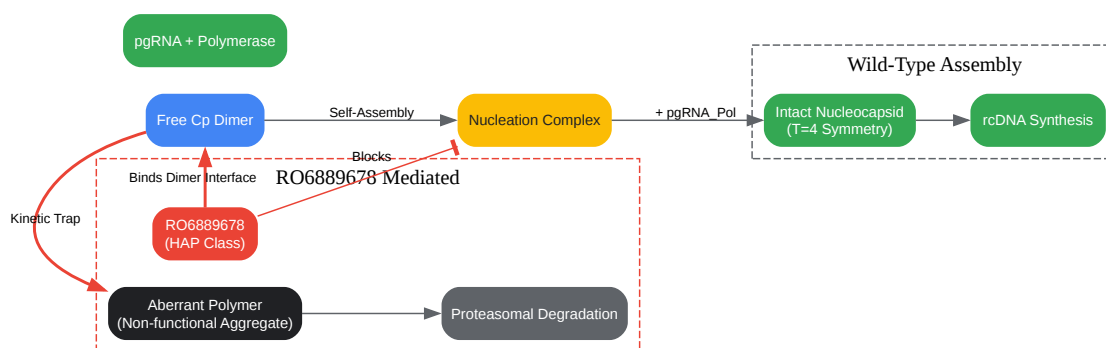 pgRNA + Polymerase
Wild-Type Assembly
Free Cp Dimer
Self-Assembly
Nucleation Complex
+ pgRNA_Pol
Intact Nucleocapsid
(T=4 Symmetry)
rcDNA Synthesis
Blocks
Binds Dimer Interface
RO6889678 Mediated
Kinetic Trap
RO6889678
(HAP Class)
Aberrant Polymer
(Non-functional Aggregate)
Proteasomal Degradation